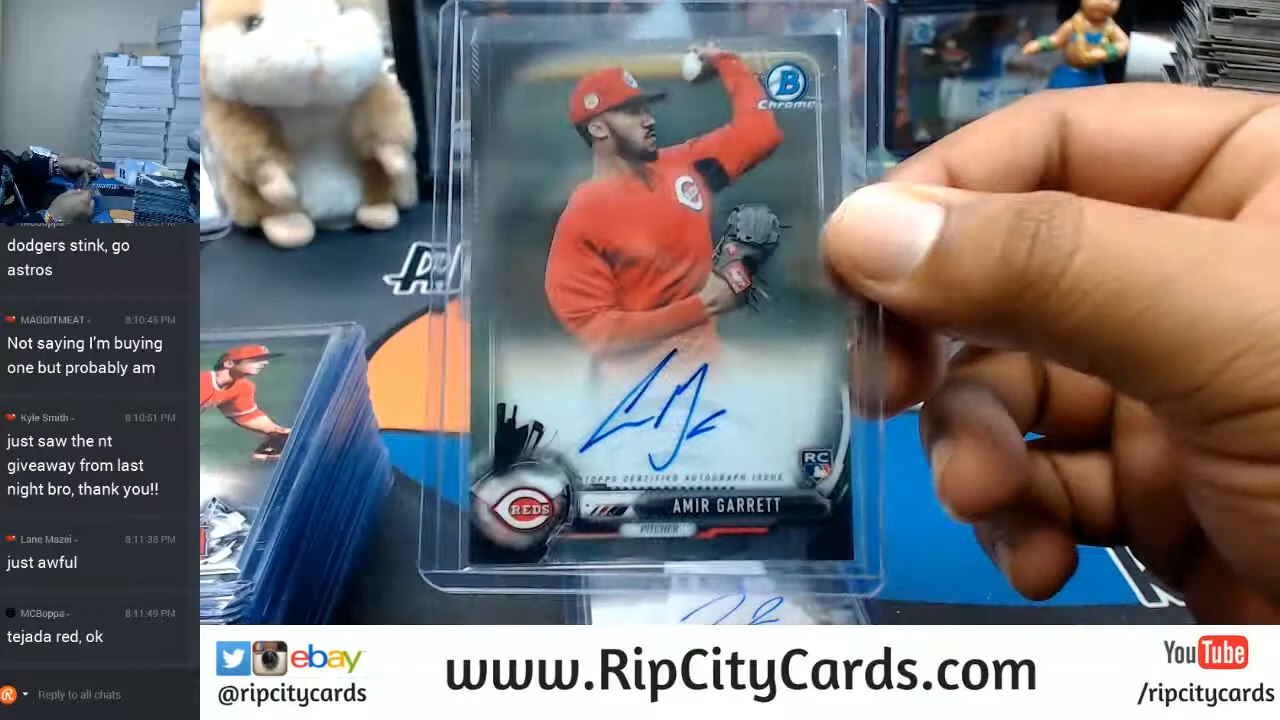 dodgers stink, go
astros
MAGGITMEAT - 8:10:45 PM
Not saying I'm buying
one but probably am
Kyle Smith - 8:10:51 PM
just saw the nt
giveaway from last
night bro, thank you!!
Lane Mazei - 8:11:38 PM
just awful
MCBoppa - 8:11:49 PM
tejada red, ok
Reply to all chats
B
Chrome
RC
TOPPS CERTIFIED AUTOGRAPH ISSUE
REDS
AMIR GARRETT
PITCHER
ebay
@ripcitycards
www.RipCityCards.com
YouTube
/ripcitycards